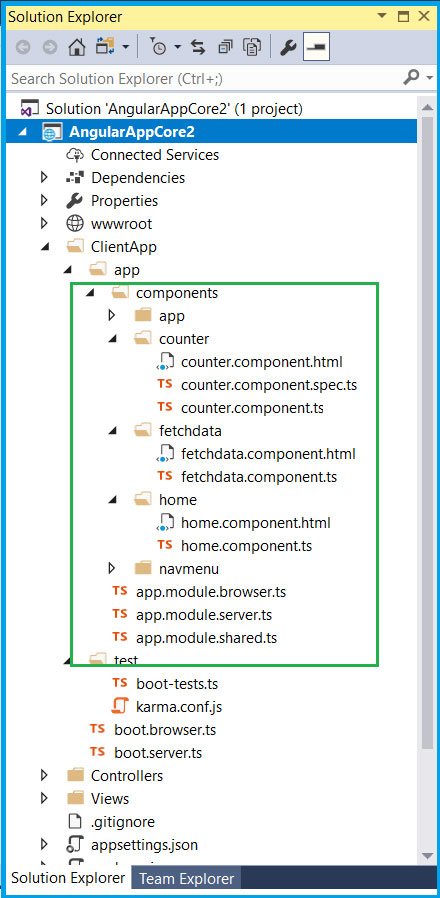 Solution Explorer
Search Solution Explorer (Ctrl+;)
Solution 'AngularAppCore2' (1 project)
AngularAppCore2
Connected Services
Dependencies
Properties
wwwroot
ClientApp
app
components
app
counter
counter.component.html
TS counter.component.spec.ts
TS counter.component.ts
fetchdata
fetchdata.component.html
TS fetchdata.component.ts
home
home.component.html
TS home.component.ts
navmenu
TS app.module.browser.ts
TS app.module.server.ts
TS app.module.shared.ts
test
TS boot-tests.ts
karma.conf.js
TS boot.browser.ts
TS boot.server.ts
Controllers
Views
.gitignore
appsettings.json
Solution Explorer Team Explorer